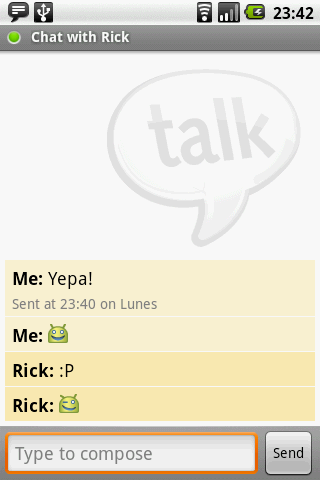 23:42
Chat with Rick
talk
Me: Yepa!
Sent at 23:40 on Lunes
Me:
Rick: :P
Rick:
Type to compose
Send